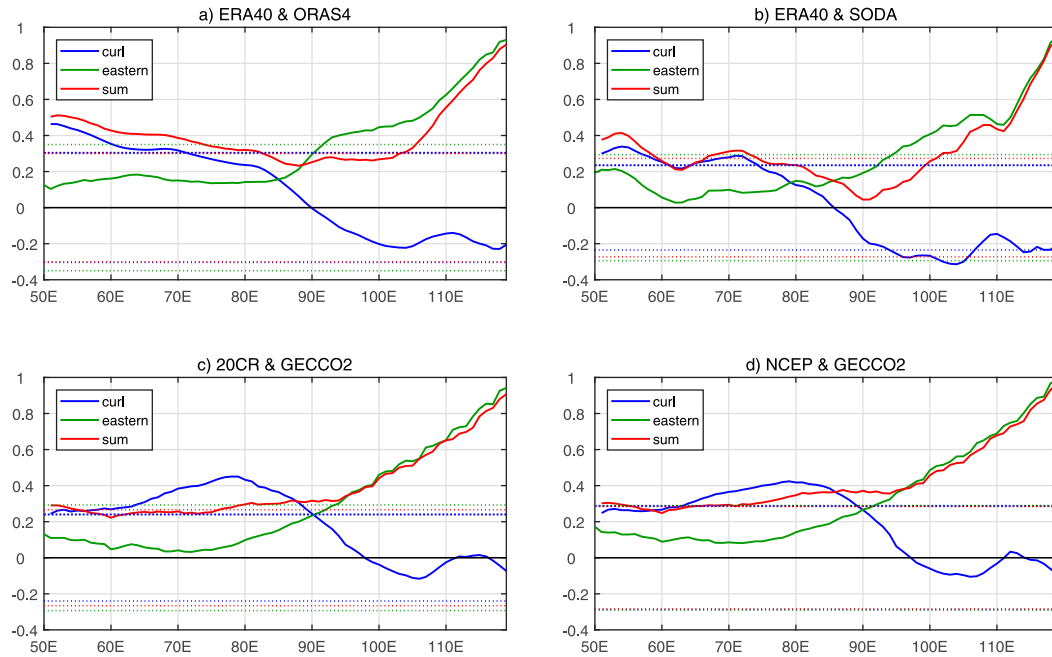 a) ERA40 & ORAS4
1
0.8
0.6
0.4
0.2
0
-0.2
-0.4
curl
eastern
sum
50E 60E 70E 80E 90E 100E 110E
b) ERA40 & SODA
1
0.8
0.6
0.4
0.2
0
-0.2
-0.4
curl
eastern
sum
50E 60E 70E 80E 90E 100E 110E
c) 20CR & GECCO2
1
0.8
0.6
0.4
0.2
0
-0.2
-0.4
curl
eastern
sum
50E 60E 70E 80E 90E 100E 110E
d) NCEP & GECCO2
1
0.8
0.6
0.4
0.2
0
-0.2
-0.4
curl
eastern
sum
50E 60E 70E 80E 90E 100E 110E